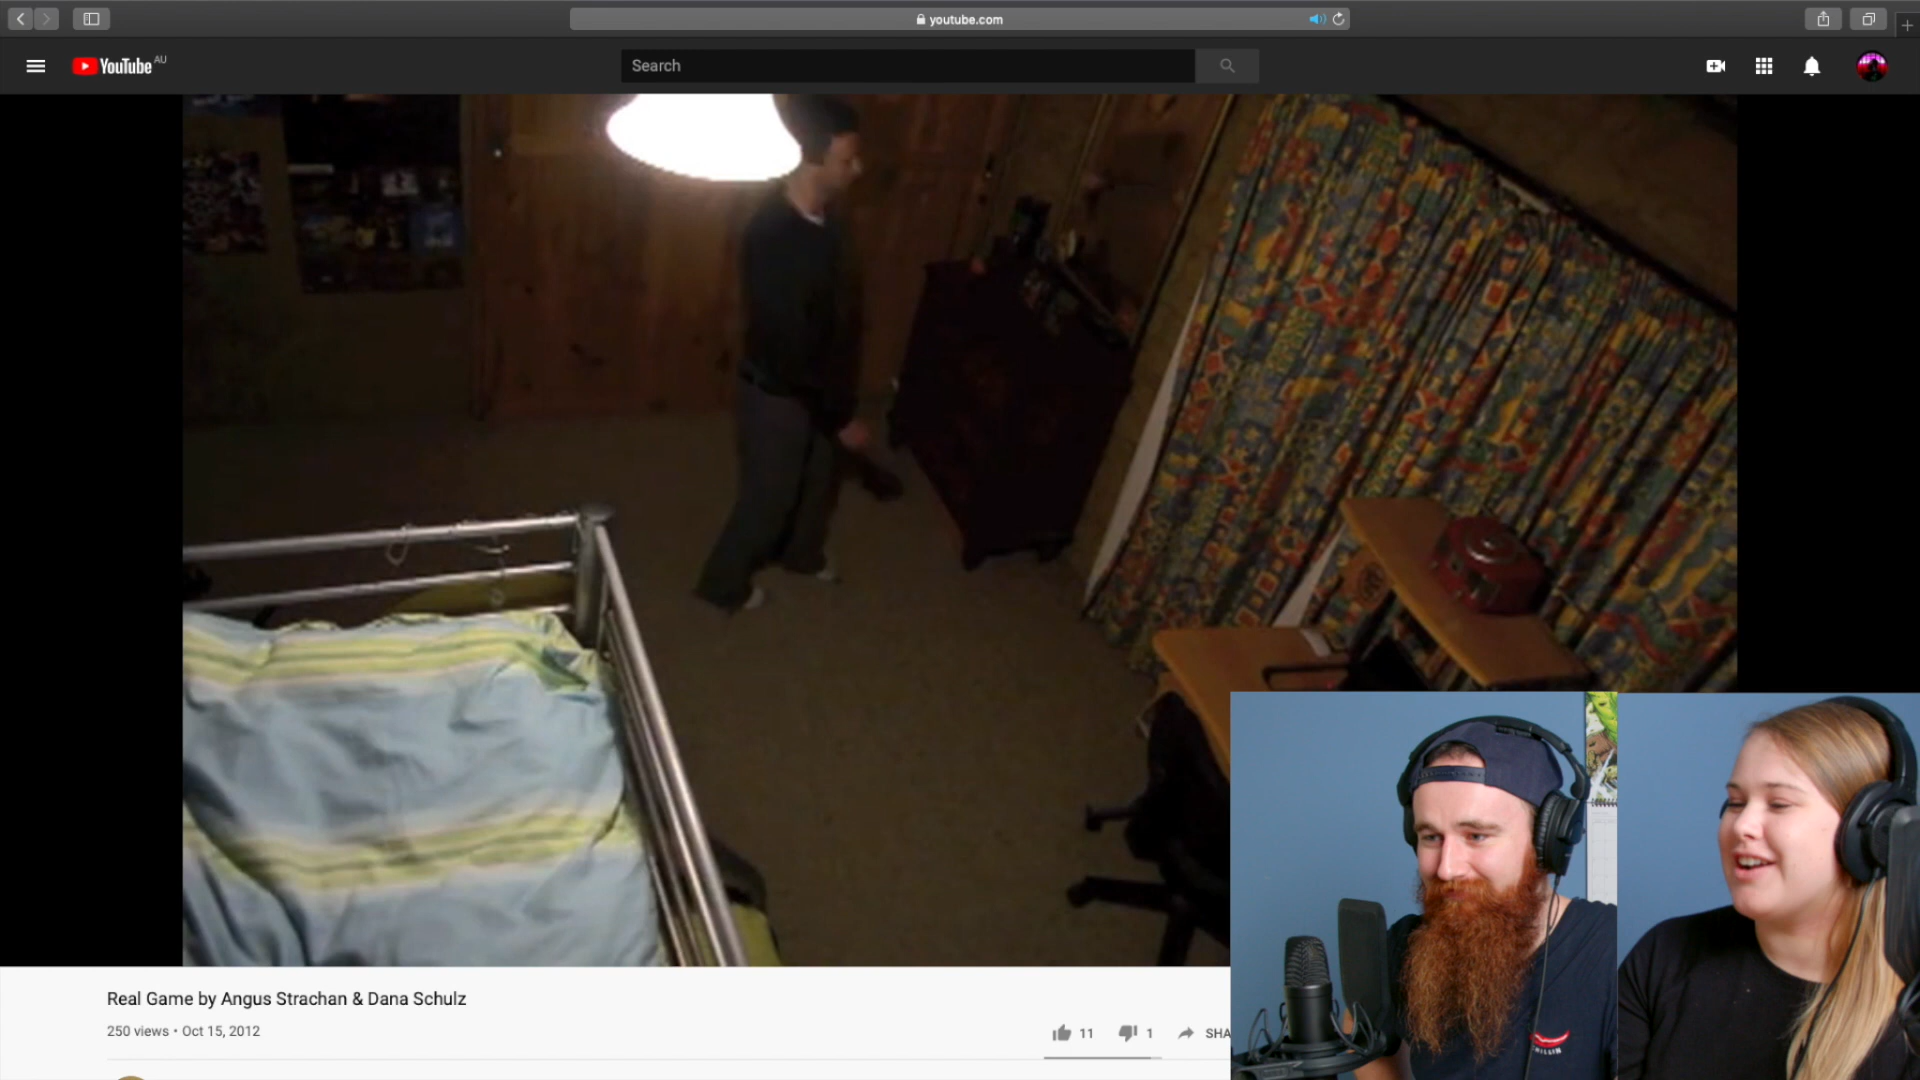 youtube.com
YouTube AU
Search
Real Game by Angus Strachan & Dana Schulz
250 views • Oct 15, 2012
11
1
SHA